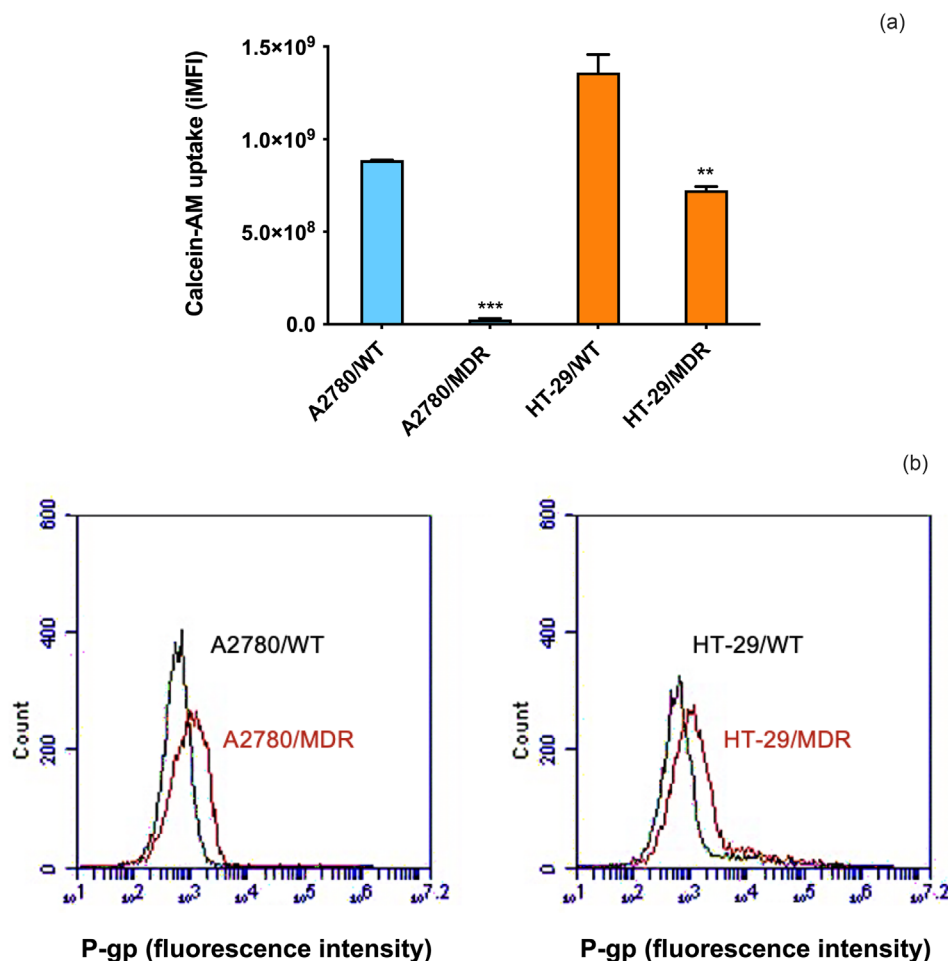 (a)
Calcein-AM uptake (iMFI)
1.5×10⁹
1.0×10⁹
5.0×10⁸
0.0
***
**
A2780/WT
A2780/MDR
HT-29/WT
HT-29/MDR
(b)
Count
600
400
200
0
A2780/WT
A2780/MDR
10¹ 10² 10³ 10⁴ 10⁵ 10⁶ 10⁷·²
P-gp (fluorescence intensity)
Count
600
400
200
0
HT-29/WT
HT-29/MDR
10¹ 10² 10³ 10⁴ 10⁵ 10⁶ 10⁷·²
P-gp (fluorescence intensity)